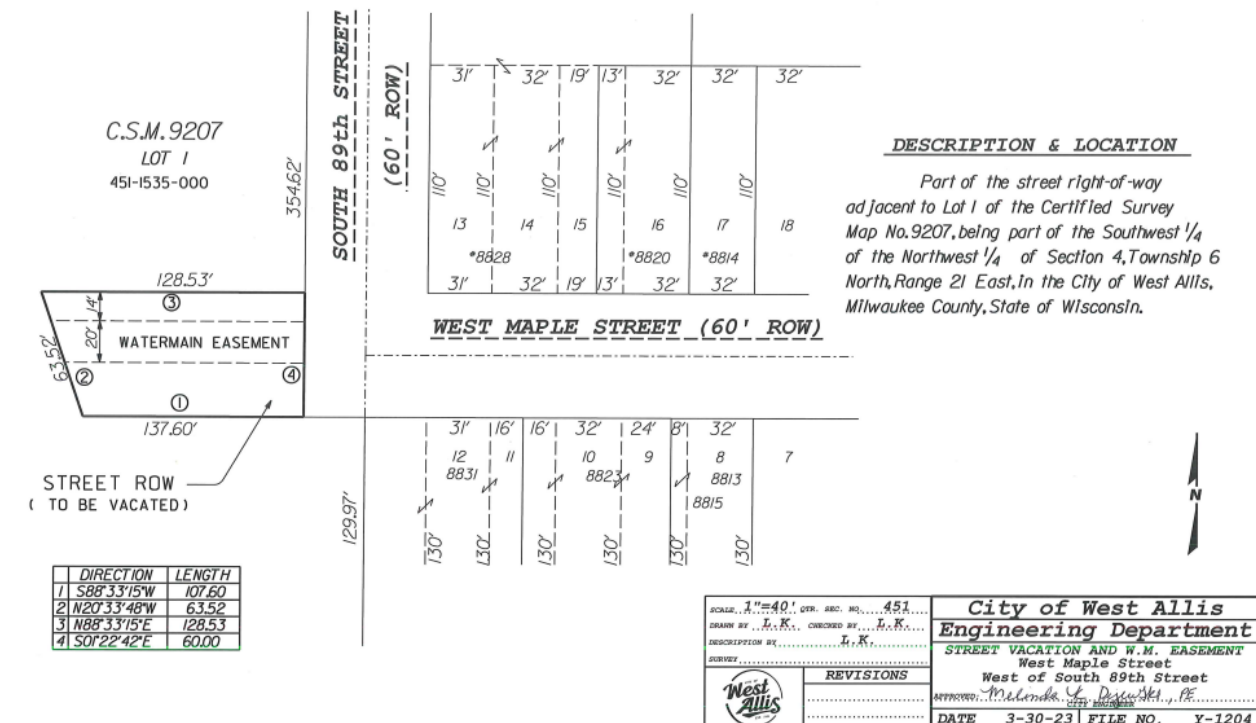 C.S.M. 9207
LOT 1
451-1535-000
354.62'
SOUTH 89th STREET
(60' ROW)
31' 32' 19' 13' 32' 32' 32'
110' 110' 110' 110' 110' 110'
13 14 15 16 17 18
*8828 *8820 *8814
31' 32' 19' 13' 32' 32'
DESCRIPTION & LOCATION
Part of the street right-of-way
adjacent to Lot 1 of the Certified Survey
Map No. 9207, being part of the Southwest 1/4
of the Northwest 1/4 of Section 4, Township 6
North, Range 21 East, in the City of West Allis,
Milwaukee County, State of Wisconsin.
128.53'
3
14'
20'
WATERMAIN EASEMENT
63.52'
2 4
1
137.60'
WEST MAPLE STREET (60' ROW)
STREET ROW
( TO BE VACATED )
129.97'
31' 16' 16' 32' 24' 8' 32'
12 11 10 9 8 7
8831 8823 8813
8815
130' 130' 130' 130' 130' 130'
N
DIRECTION LENGTH
1 S88°33'15"W 107.60
2 N20°33'48"W 63.52
3 N88°33'15"E 128.53
4 S01°22'42"E 60.00
SCALE 1"=40' QTR. SEC. NO. 451
DRAWN BY L.K. CHECKED BY L.K.
DESCRIPTION BY L.K.
SURVEY
West Allis
REVISIONS
City of West Allis
Engineering Department
STREET VACATION AND W.M. EASEMENT
West Maple Street
West of South 89th Street
APPROVED: PE
CITY ENGINEER
DATE 3-30-23 FILE NO. Y-1204